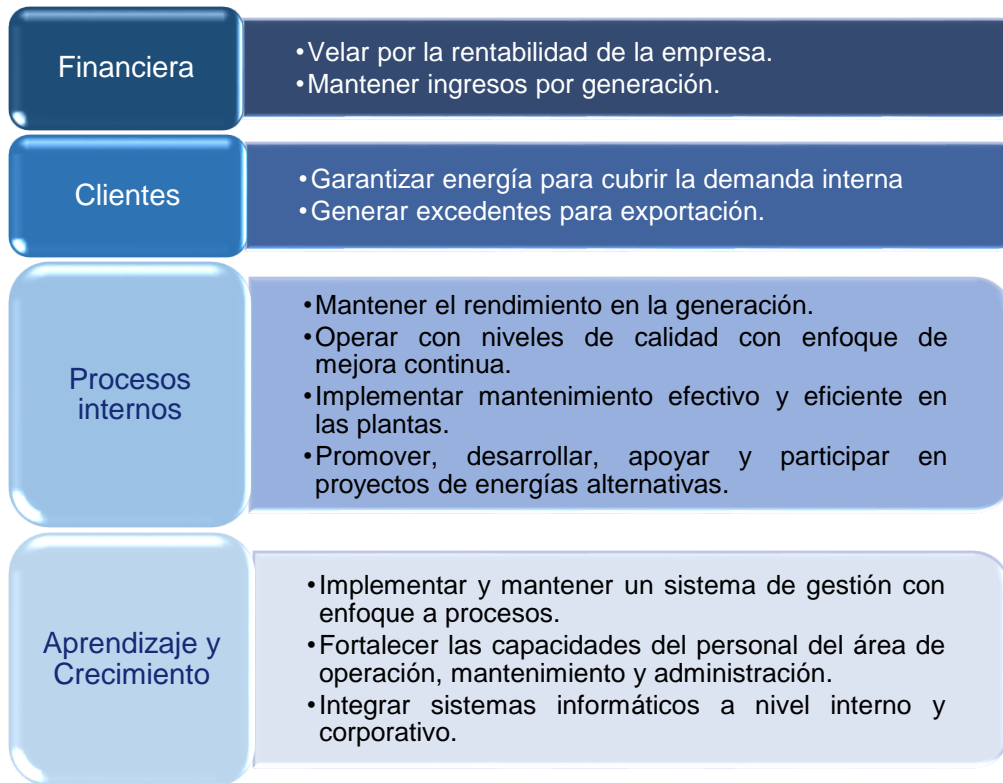 Financiera
•Velar por la rentabilidad de la empresa.
•Mantener ingresos por generación.
Clientes
•Garantizar energía para cubrir la demanda interna
•Generar excedentes para exportación.
Procesos
internos
•Mantener el rendimiento en la generación.
•Operar con niveles de calidad con enfoque de
mejora continua.
•Implementar mantenimiento efectivo y eficiente en
las plantas.
•Promover, desarrollar, apoyar y participar en
proyectos de energías alternativas.
Aprendizaje y
Crecimiento
•Implementar y mantener un sistema de gestión con
enfoque a procesos.
•Fortalecer las capacidades del personal del área de
operación, mantenimiento y administración.
•Integrar sistemas informáticos a nivel interno y
corporativo.